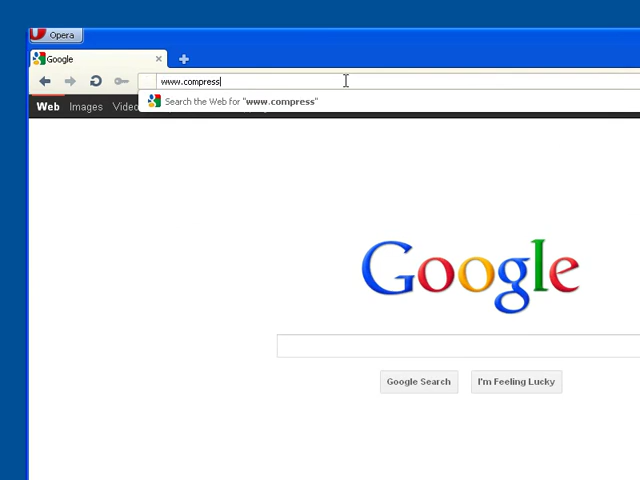 Opera
Google
www.compress
Search the Web for "www.compress"
Web Images
Google
Google Search I'm Feeling Lucky